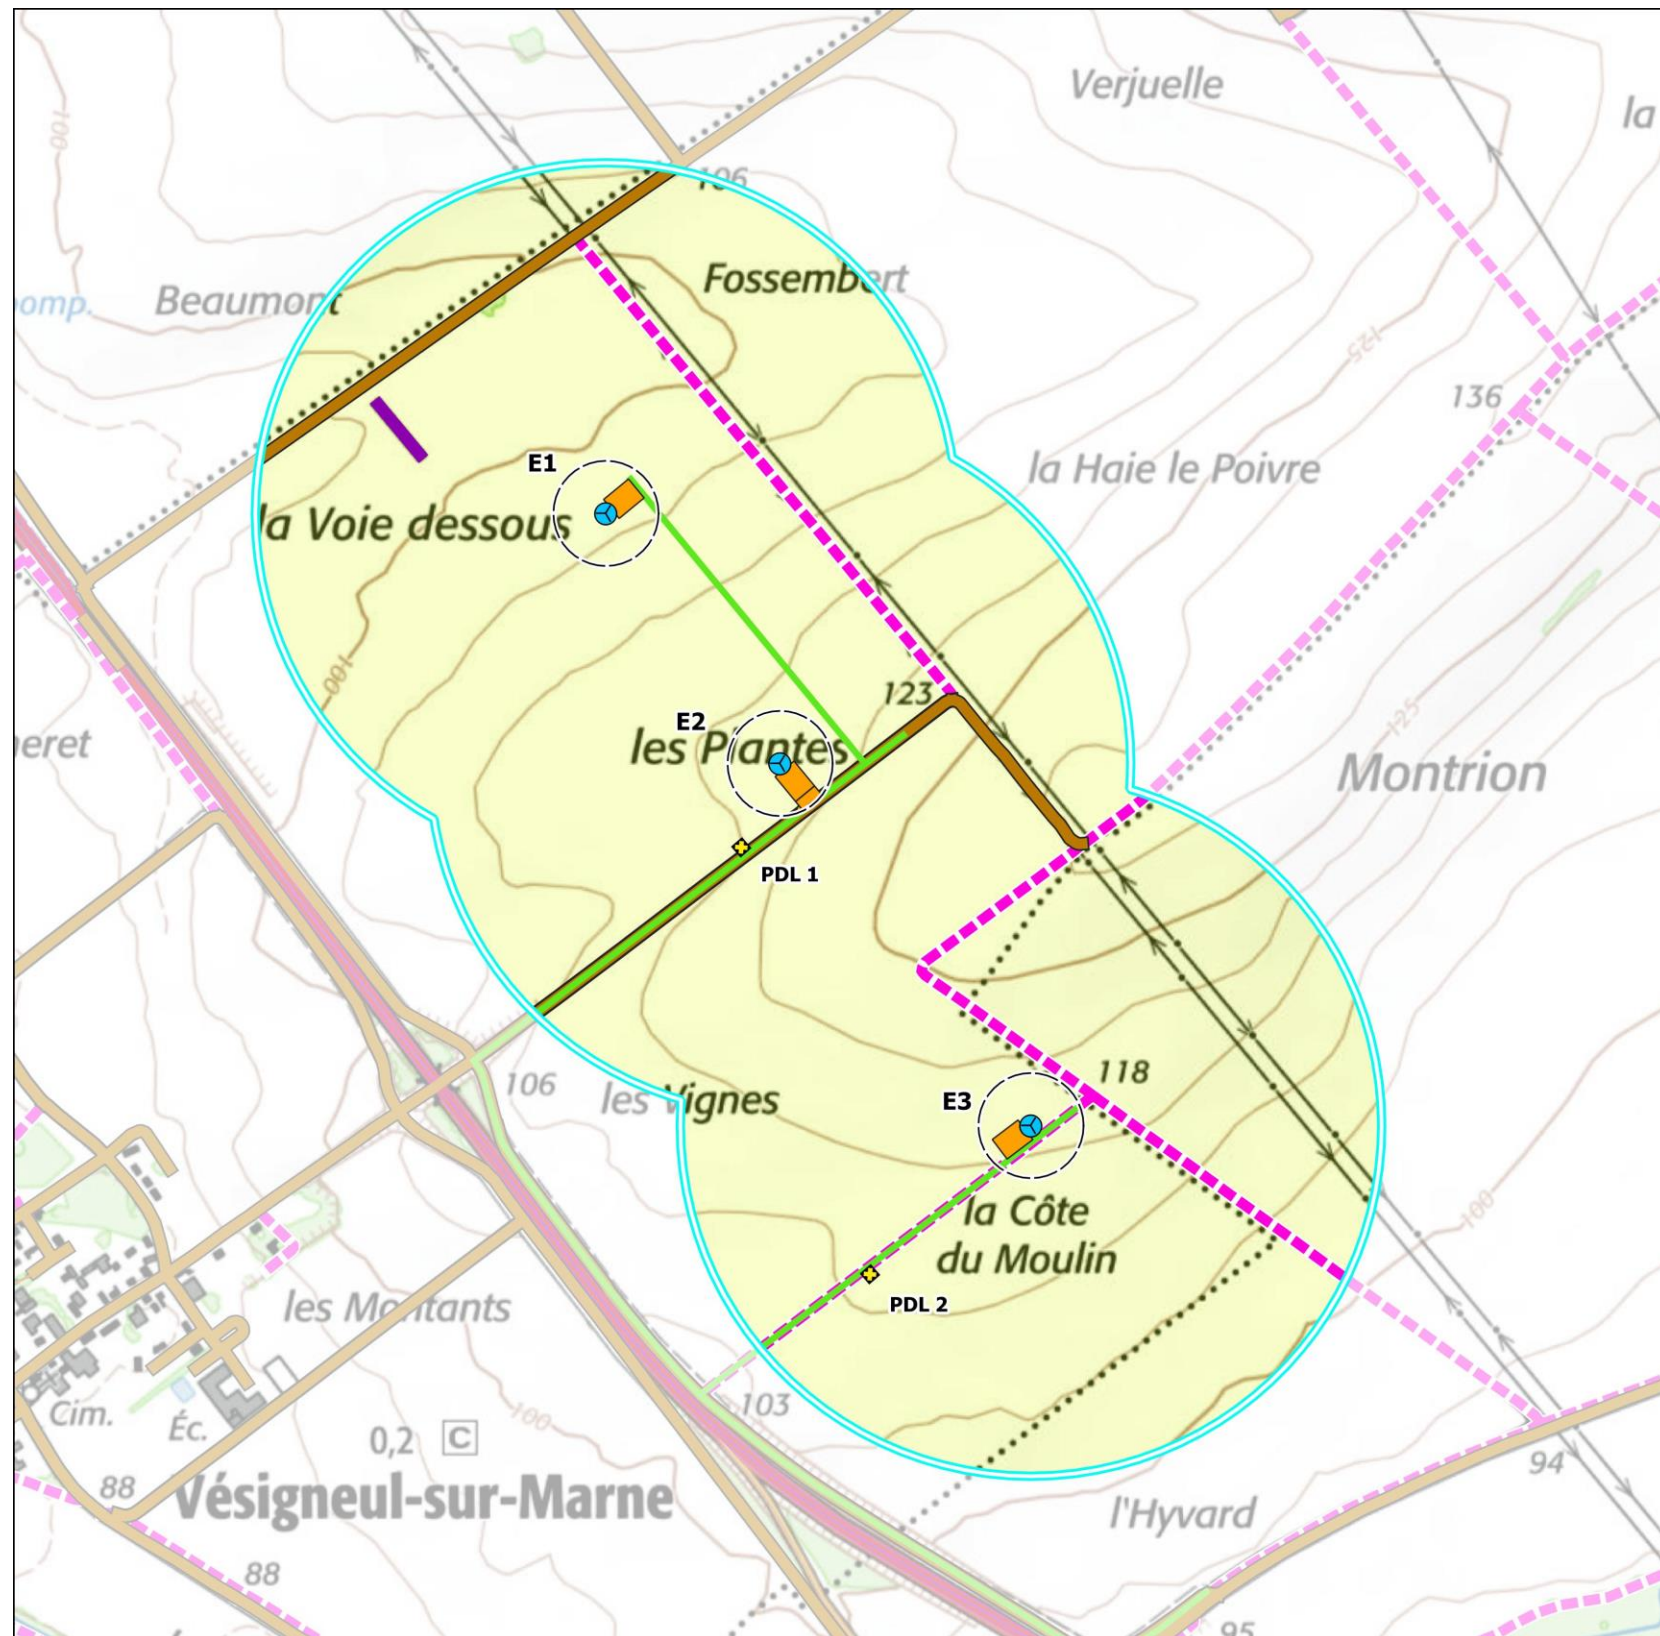 Verjuelle
la
100
106
Fossembert
Beaumont
omp.
125
136
la Haie le Poivre
E1
la Voie dessous
100
123
E2
les Plantes
125
eret
Montrion
PDL 1
118
106
les Vignes
E3
la Côte
du Moulin
100
PDL 2
les Montants
103
Cim.
Éc.
100
0,2 C
94
88
Vésigneul-sur-Marne
l'Hyvard
88
95